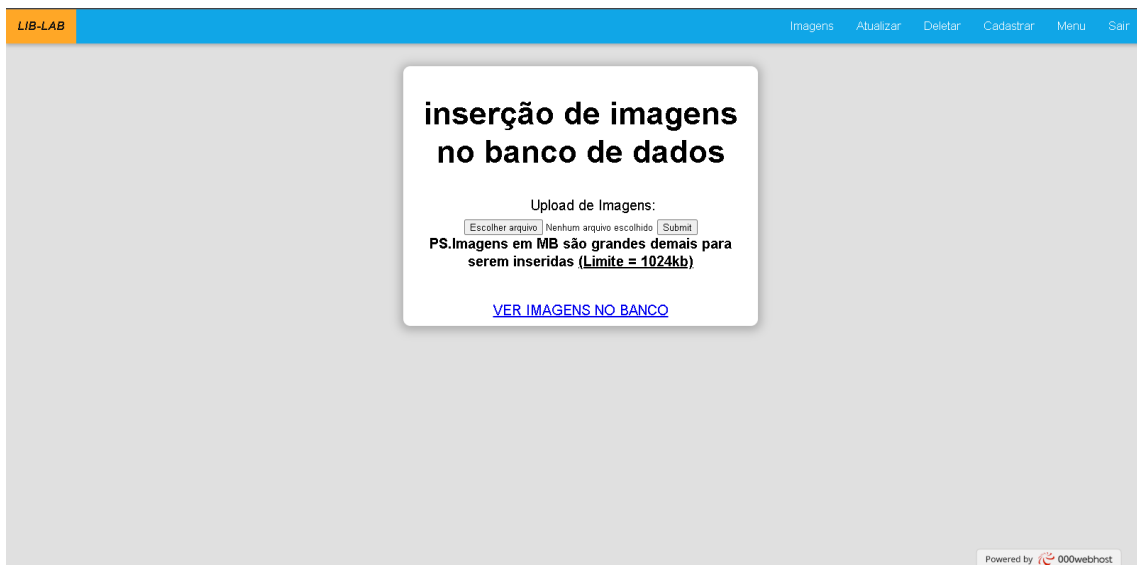 LIB-LAB
Imagens Atualizar Deletar Cadastrar Menu Sair
inserção de imagens
no banco de dados
Upload de Imagens:
Escolher arquivo Nenhum arquivo escolhido Submit
PS.Imagens em MB são grandes demais para
serem inseridas (Limite = 1024kb)
VER IMAGENS NO BANCO
Powered by 000webhost